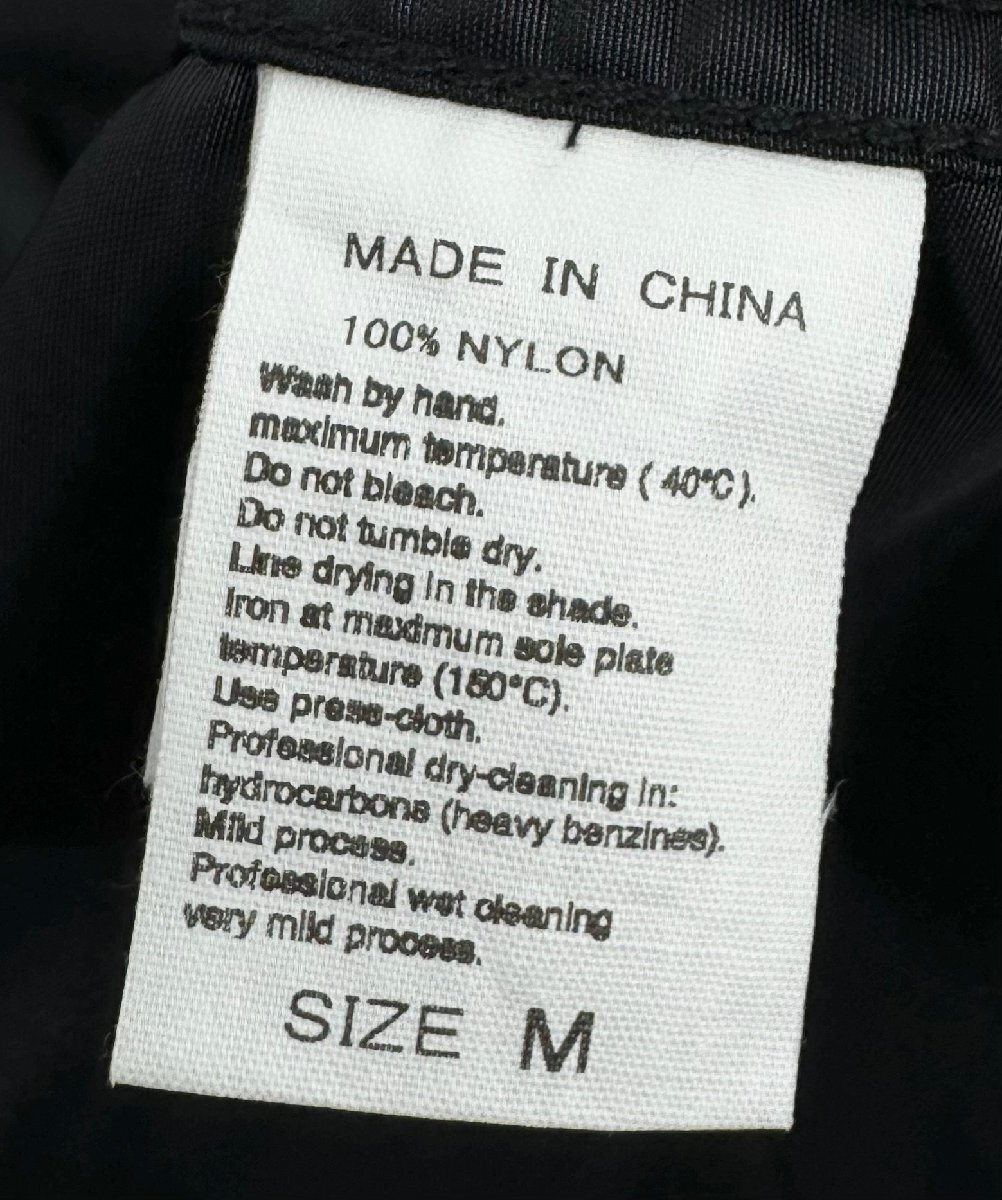 MADE IN CHINA
100% NYLON
Wash by hand.
maximum temperature ( 40°C).
Do not bleach.
Do not tumble dry.
Line drying in the shade.
Iron at maximum sole plate
temperature (150°C).
Use press-cloth.
Professional dry-cleaning in:
hydrocarbons (heavy benzines).
Mild process.
Professional wet cleaning
very mild process.
SIZE M